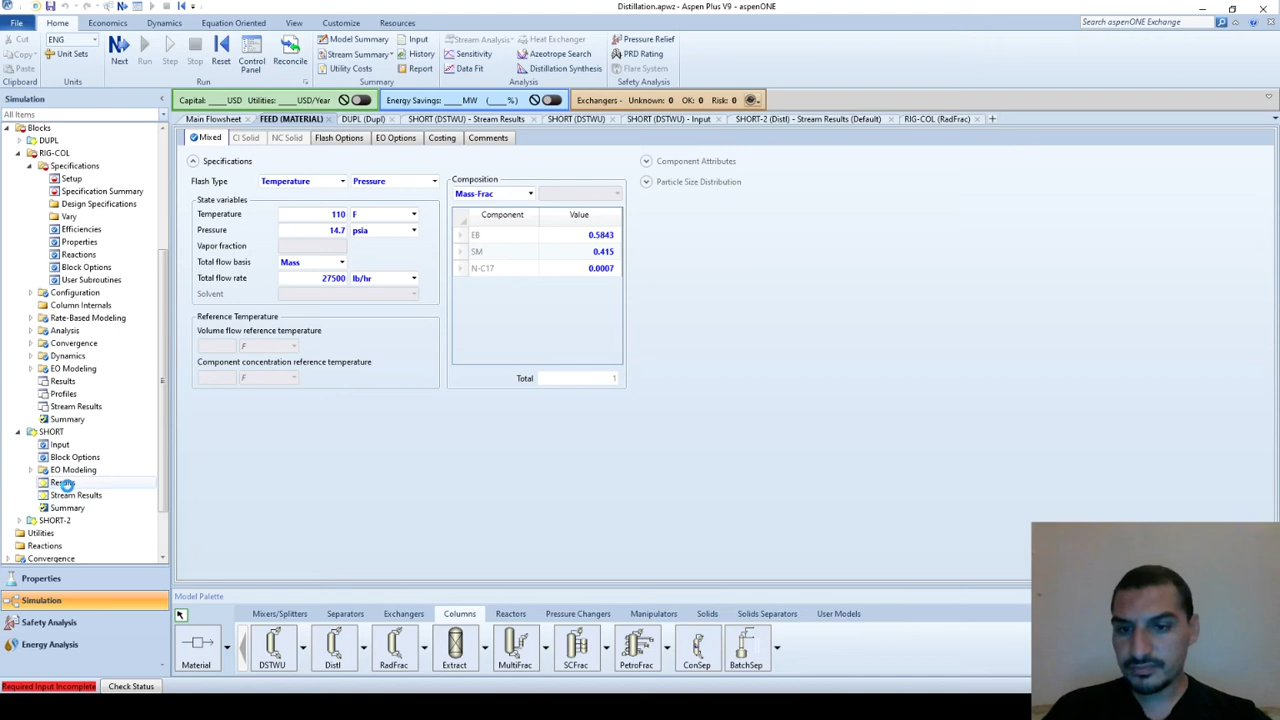 Distillation.apwz - Aspen Plus V9 - aspenONE
File Home Economics Dynamics Equation Oriented View Customize Resources Search aspenONE Exchange
Cut ENG Model Summary Input Stream Analysis Heat Exchanger Pressure Relief
Copy Unit Sets Next Run Step Stop Reset Control Panel Reconcile Stream Summary History Sensitivity Azeotrope Search PRD Rating
Paste Utility Costs Report Data Fit Distillation Synthesis Flare System
Clipboard Units Run Summary Analysis Safety Analysis
Simulation Capital: ____USD Utilities: ____USD/Year Energy Savings: ____MW (____%) Exchangers - Unknown: 0 OK: 0 Risk: 0
All Items Main Flowsheet FEED (MATERIAL) DUPL (Dupl) SHORT (DSTWU) - Stream Results SHORT (DSTWU) SHORT (DSTWU) - Input SHORT-2 (Distl) - Stream Results (Default) RIG-COL (RadFrac)
Mixed CI Solid NC Solid Flash Options EO Options Costing Comments
Blocks
DUPL
RIG-COL
Specifications
Setup
Specification Summary
Design Specifications
Vary
Efficiencies
Properties
Reactions
Block Options
User Subroutines
Configuration
Column Internals
Rate-Based Modeling
Analysis
Convergence
Dynamics
EO Modeling
Results
Profiles
Stream Results
Summary
SHORT
Input
Block Options
EO Modeling
Results
Stream Results
Summary
SHORT-2
Utilities
Reactions
Convergence
Properties
Simulation
Safety Analysis
Energy Analysis
Specifications
Flash Type Temperature Pressure
State variables
Temperature 110 F
Pressure 14.7 psia
Vapor fraction
Total flow basis Mass
Total flow rate 27500 lb/hr
Solvent
Reference Temperature
Volume flow reference temperature
F
Component concentration reference temperature
F
Composition
Mass-Frac
Component Value
EB 0.5843
SM 0.415
N-C17 0.0007
Total 1
Component Attributes
Particle Size Distribution
Model Palette
Mixers/Splitters Separators Exchangers Columns Reactors Pressure Changers Manipulators Solids Solids Separators User Models
Material DSTWU Distl RadFrac Extract MultiFrac SCFrac PetroFrac ConSep BatchSep
Required Input Incomplete Check Status